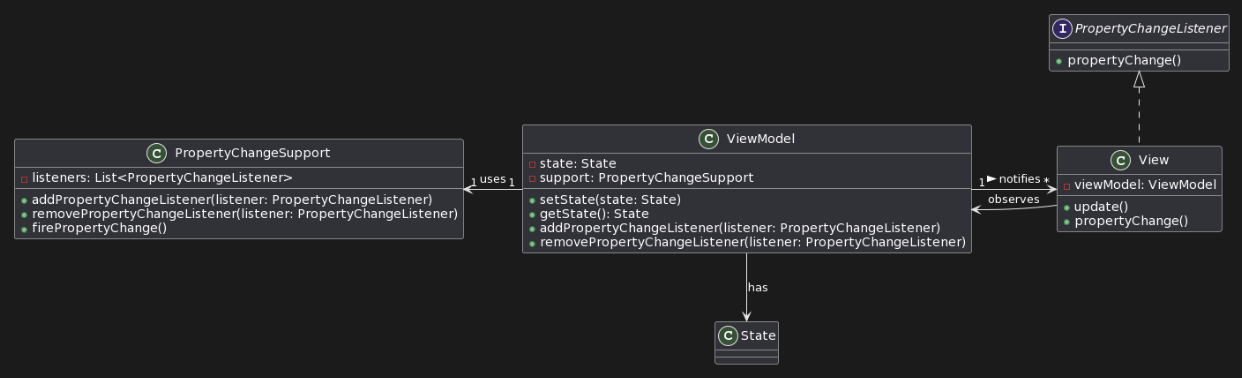 I PropertyChangeListener
propertyChange()
C PropertyChangeSupport
listeners: List<PropertyChangeListener>
addPropertyChangeListener(listener: PropertyChangeListener)
removePropertyChangeListener(listener: PropertyChangeListener)
firePropertyChange()
1 uses 1
C ViewModel
state: State
support: PropertyChangeSupport
setState(state: State)
getState(): State
addPropertyChangeListener(listener: PropertyChangeListener)
removePropertyChangeListener(listener: PropertyChangeListener)
1 notifies *
observes
C View
viewModel: ViewModel
update()
propertyChange()
has
C State